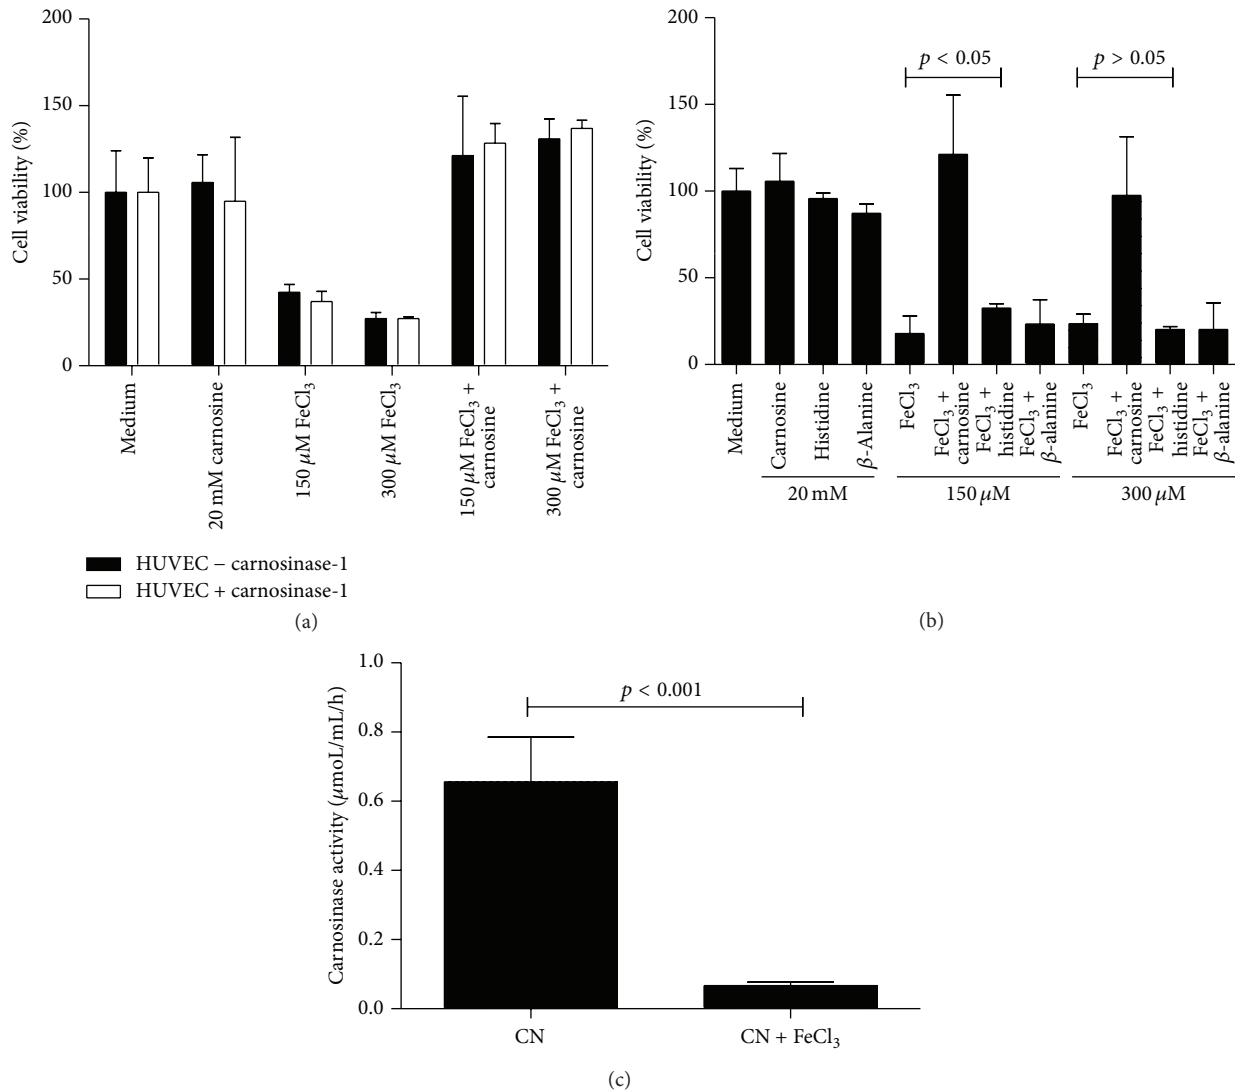 200
150
100
50
0
Cell viability (%)
Medium
20 mM carnosine
150 μM FeCl₃
300 μM FeCl₃
150 μM FeCl₃ +
carnosine
300 μM FeCl₃ +
carnosine
HUVEC − carnosinase-1
HUVEC + carnosinase-1
(a)
200
150
100
50
0
Cell viability (%)
p < 0.05
p > 0.05
Medium
Carnosine
Histidine
β-Alanine
FeCl₃
FeCl₃ +
carnosine
FeCl₃ +
histidine
FeCl₃ +
β-alanine
FeCl₃
FeCl₃ +
carnosine
FeCl₃ +
histidine
FeCl₃ +
β-alanine
20 mM
150 μM
300 μM
(b)
1.0
0.8
0.6
0.4
0.2
0.0
Carnosinase activity (μmoL/mL/h)
p < 0.001
CN
CN + FeCl₃
(c)